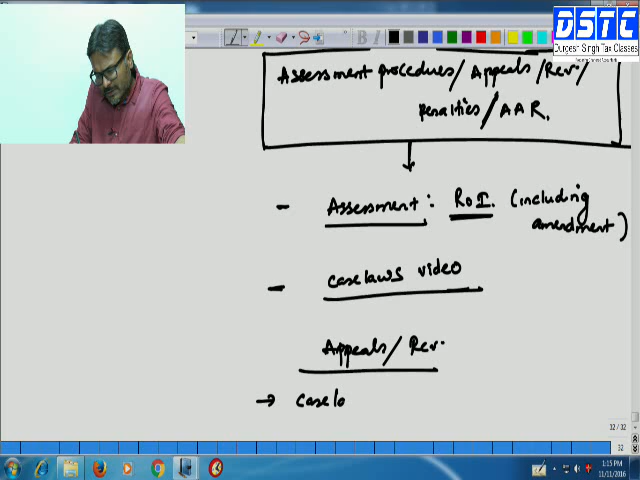 DSTC
Durgesh Singh Tax Classes
Assessment procedures/ Appeals/Rev/
Penalties/AAR.
- Assessment: RoI. (including
amendment)
- caselaws video
Appeals/Rev.
→ caselo
32/32
32
1:15 PM
11/11/2016